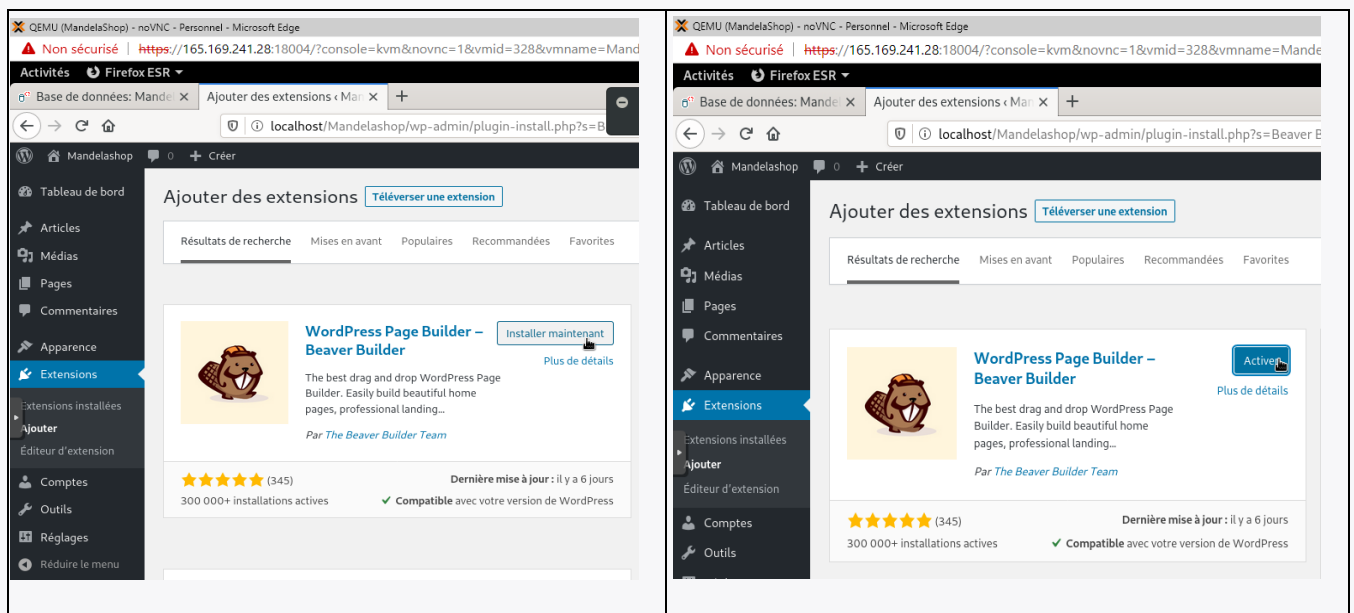 QEMU (MandelaShop) - noVNC - Personnel - Microsoft Edge
Non sécurisé | https://165.169.241.28:18004/?console=kvm&novnc=1&vmid=328&vmname=Mand
Activités Firefox ESR
Base de données: Mande Ajouter des extensions ‹ Man
localhost/Mandelashop/wp-admin/plugin-install.php?s=B
Mandelashop 0 + Créer
Tableau de bord
Articles
Médias
Pages
Commentaires
Apparence
Extensions
Extensions installées
Ajouter
Éditeur d'extension
Comptes
Outils
Réglages
Réduire le menu
Ajouter des extensions Téléverser une extension
Résultats de recherche Mises en avant Populaires Recommandées Favorites
WordPress Page Builder –
Beaver Builder
Installer maintenant
Plus de détails
The best drag and drop WordPress Page
Builder. Easily build beautiful home
pages, professional landing…
Par The Beaver Builder Team
(345)
300 000+ installations actives
Dernière mise à jour : il y a 6 jours
Compatible avec votre version de WordPress
QEMU (MandelaShop) - noVNC - Personnel - Microsoft Edge
Non sécurisé | https://165.169.241.28:18004/?console=kvm&novnc=1&vmid=328&vmname=Mande
Activités Firefox ESR
Base de données: Mande Ajouter des extensions ‹ Man
localhost/Mandelashop/wp-admin/plugin-install.php?s=Beaver B
Mandelashop 0 + Créer
Tableau de bord
Articles
Médias
Pages
Commentaires
Apparence
Extensions
Extensions installées
Ajouter
Éditeur d'extension
Comptes
Outils
Ajouter des extensions Téléverser une extension
Résultats de recherche Mises en avant Populaires Recommandées Favorites
WordPress Page Builder –
Beaver Builder
Activer
Plus de détails
The best drag and drop WordPress Page
Builder. Easily build beautiful home
pages, professional landing…
Par The Beaver Builder Team
(345)
300 000+ installations actives
Dernière mise à jour : il y a 6 jours
Compatible avec votre version de WordPress